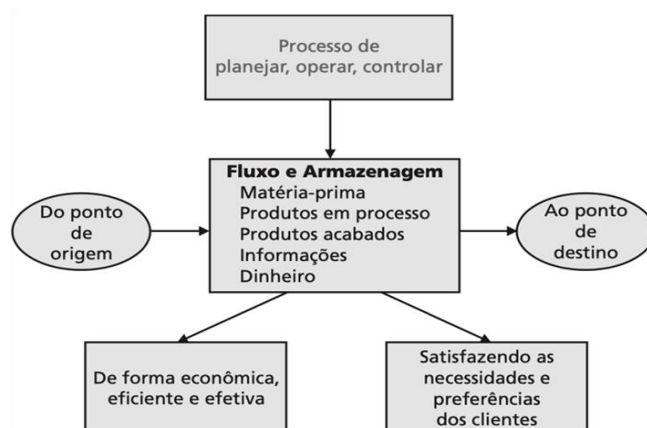 Processo de
planejar, operar, controlar
Fluxo e Armazenagem
Matéria-prima
Produtos em processo
Produtos acabados
Informações
Dinheiro
Do ponto
de
origem
Ao ponto
de
destino
De forma econômica,
eficiente e efetiva
Satisfazendo as
necessidades e
preferências
dos clientes